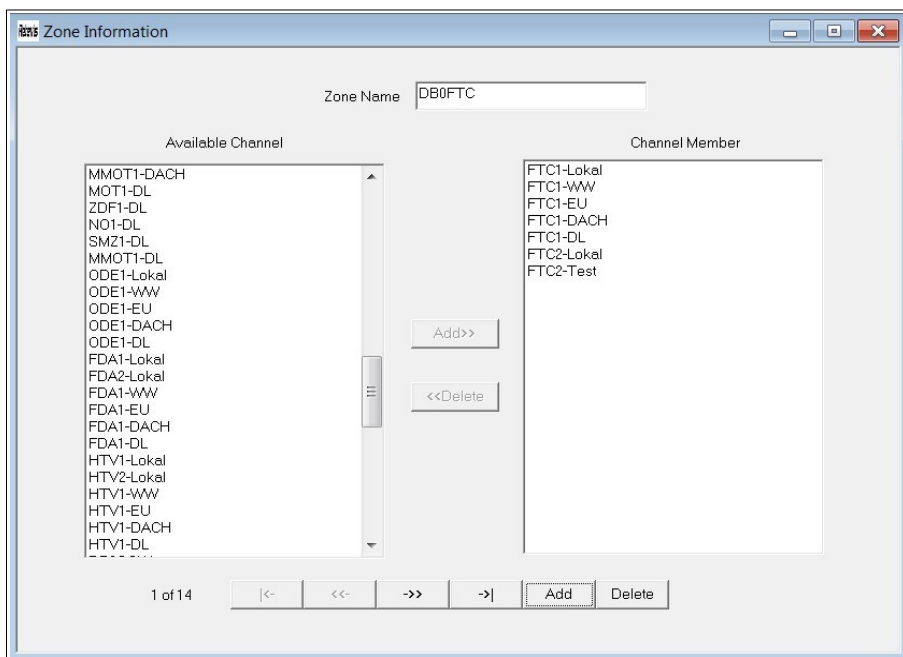 Zone Information
Zone Name DB0FTC
Available Channel
MMOT1-DACH
MOT1-DL
ZDF1-DL
NO1-DL
SMZ1-DL
MMOT1-DL
ODE1-Lokal
ODE1-WW
ODE1-EU
ODE1-DACH
ODE1-DL
FDA1-Lokal
FDA2-Lokal
FDA1-WW
FDA1-EU
FDA1-DACH
FDA1-DL
HTV1-Lokal
HTV2-Lokal
HTV1-WW
HTV1-EU
HTV1-DACH
HTV1-DL
Add>>
<<Delete
Channel Member
FTC1-Lokal
FTC1-WW
FTC1-EU
FTC1-DACH
FTC1-DL
FTC2-Lokal
FTC2-Test
1 of 14 |<- <<- ->> ->| Add Delete